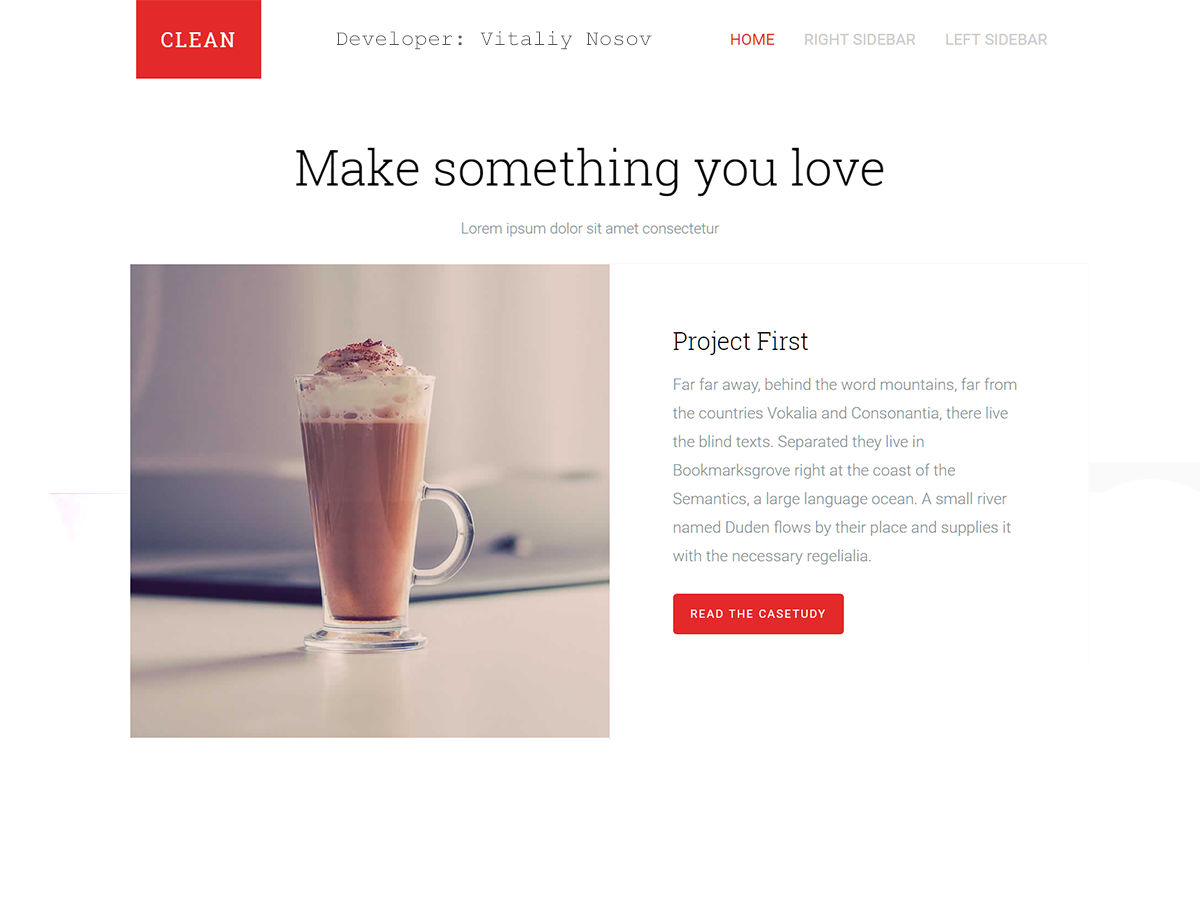 CLEAN
Developer: Vitaliy Nosov
HOME RIGHT SIDEBAR LEFT SIDEBAR
Make something you love
Lorem ipsum dolor sit amet consectetur
Project First
Far far away, behind the word mountains, far from
the countries Vokalia and Consonantia, there live
the blind texts. Separated they live in
Bookmarksgrove right at the coast of the
Semantics, a large language ocean. A small river
named Duden flows by their place and supplies it
with the necessary regelialia.
READ THE CASETUDY